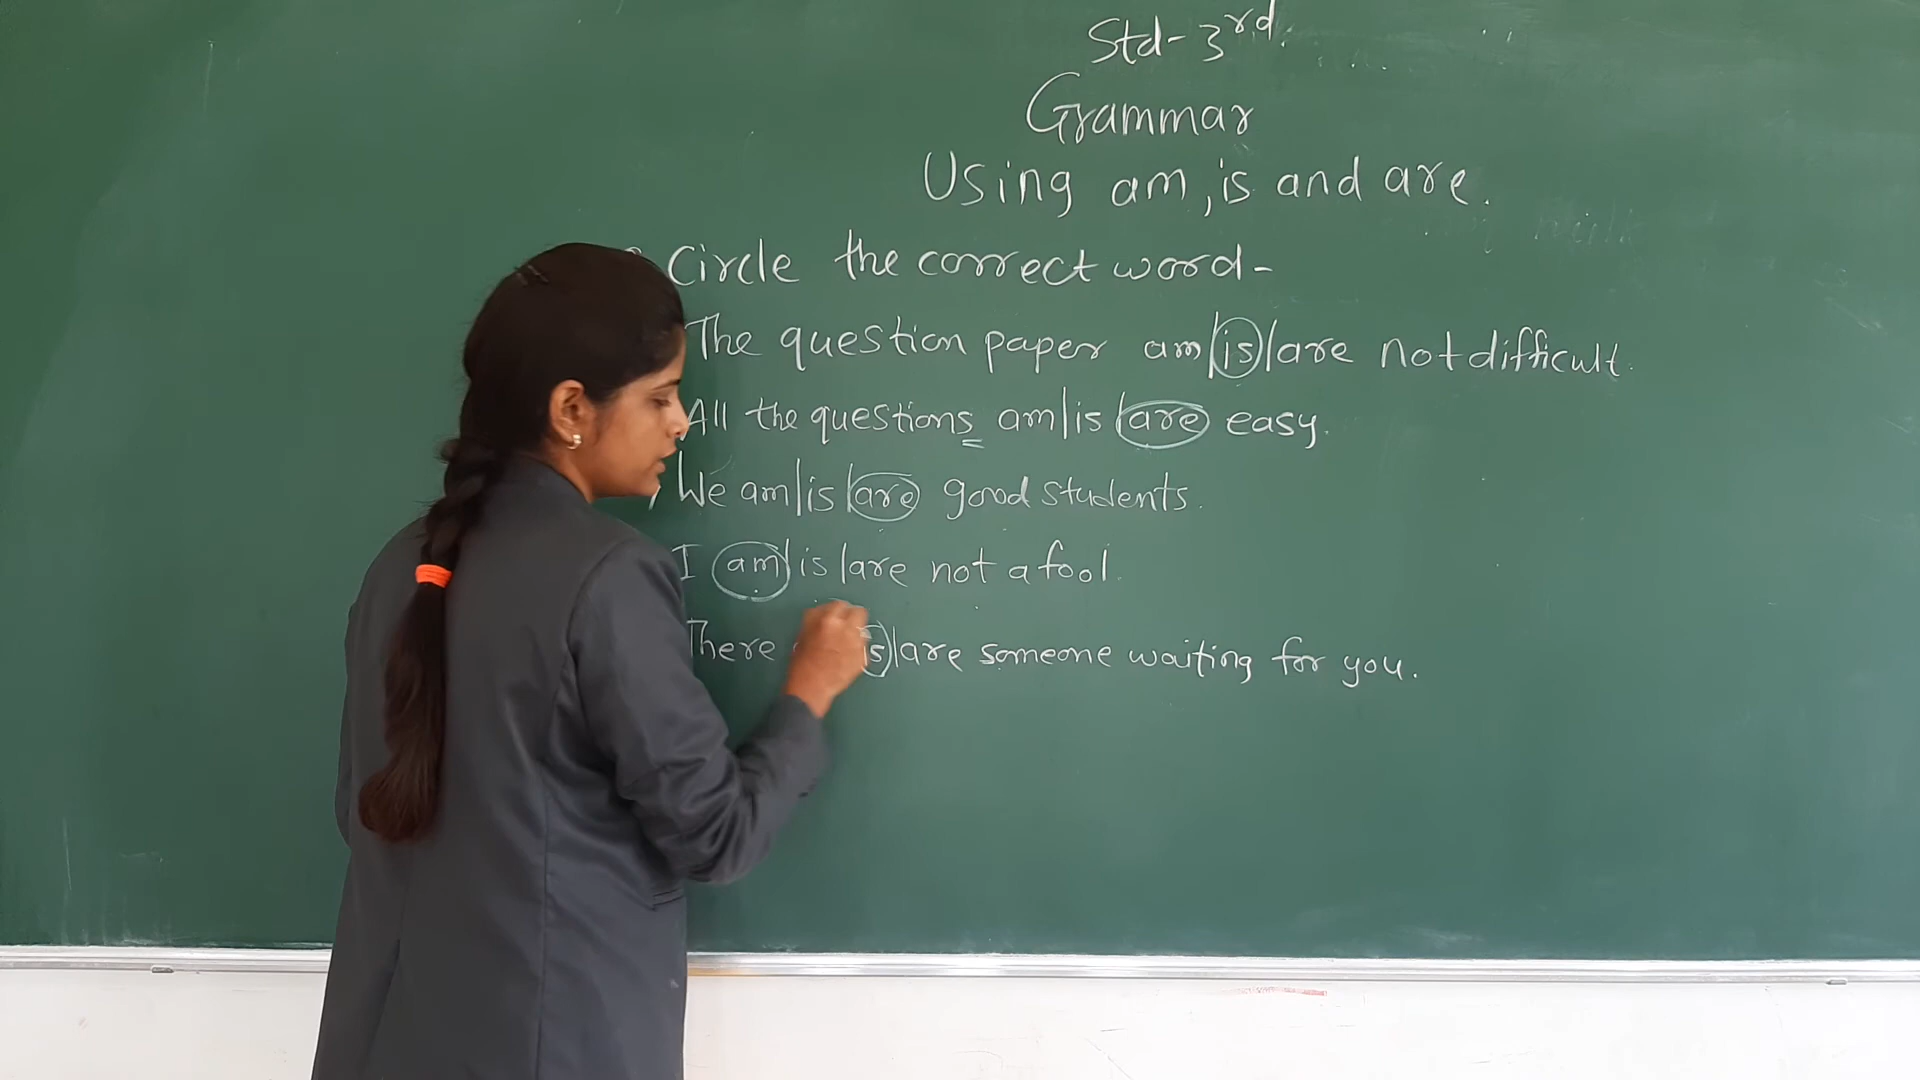 Std- 3rd.
Grammar
Using am, is and are.
Circle the correct word-
The question paper am|is|are not difficult.
All the questions am|is|are easy.
We am|is|are good students.
I am|is|are not a fool.
There is|are someone waiting for you.